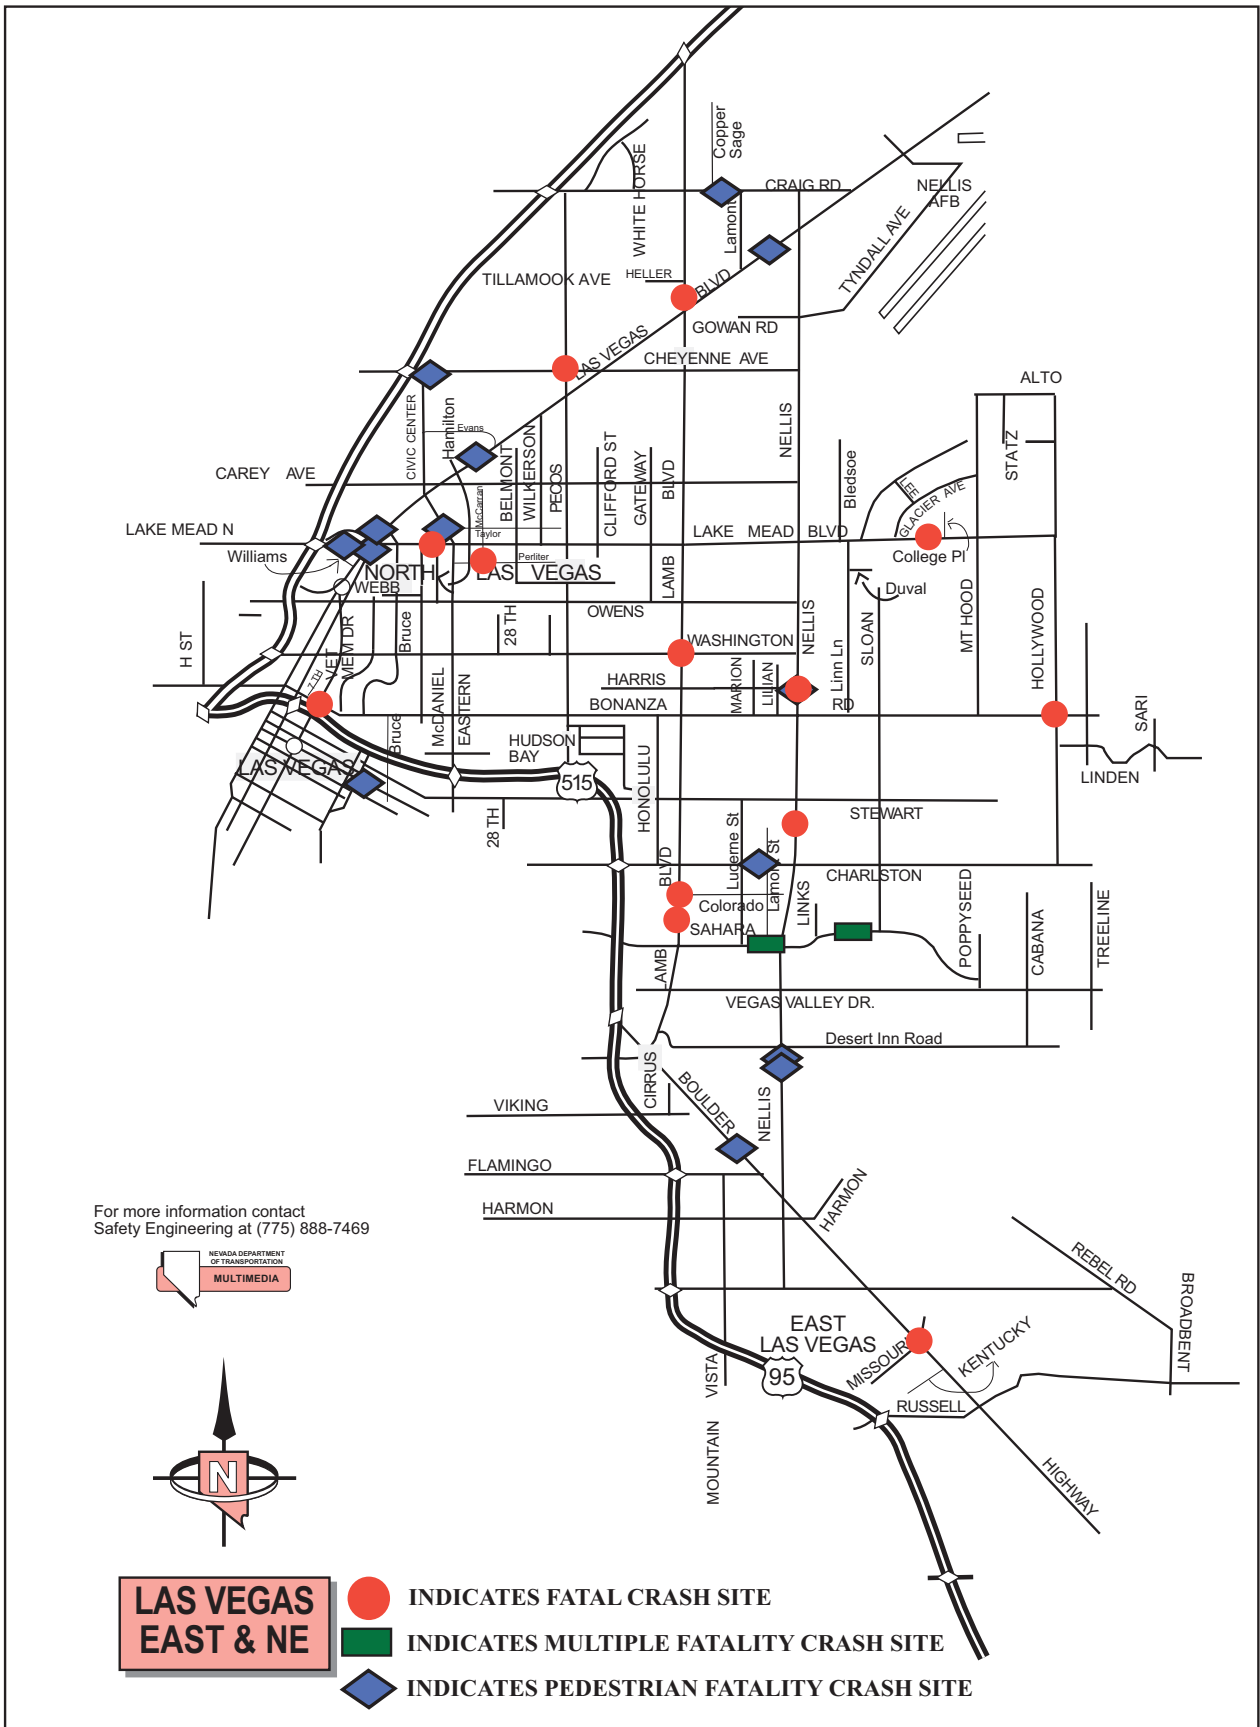 Copper
Sage
WHITE HORSE
CRAIG RD
NELLIS
AFB
Lamont
TYNDALL AVE
TILLAMOOK AVE
HELLER
BLVD
GOWAN RD
LAS VEGAS
CHEYENNE AVE
ALTO
CIVIC CENTER
Hamilton
Evans
NELLIS
STATZ
CAREY AVE
BELMONT
WILKERSON
PECOS
CLIFFORD ST
GATEWAY
BLVD
Bledsoe
LEE
GLACIER AVE
McCarran
Taylor
LAKE MEAD N
LAKE MEAD BLVD
Williams
Perliter
College Pl
NORTH LAS VEGAS
WEBB
LAMB
Duval
OWENS
H ST
VET
MEM DR
Bruce
28 TH
WASHINGTON
NELLIS
Linn Ln
SLOAN
MT HOOD
HOLLYWOOD
7 TH
HARRIS
MARION
LILIAN
BONANZA
RD
McDANIEL
EASTERN
SARI
Bruce
HUDSON
BAY
LAS VEGAS
515
HONOLULU
LINDEN
28 TH
STEWART
Lucerne St
Lamont St
BLVD
CHARLSTON
Colorado
LINKS
SAHARA
POPPYSEED
CABANA
TREELINE
LAMB
VEGAS VALLEY DR.
Desert Inn Road
CIRRUS
BOULDER
NELLIS
VIKING
FLAMINGO
HARMON
HARMON
For more information contact
Safety Engineering at (775) 888-7469
NEVADA DEPARTMENT
OF TRANSPORTATION
MULTIMEDIA
REBEL RD
BROADBENT
EAST
LAS VEGAS
MISSOURI
KENTUCKY
VISTA
95
RUSSELL
MOUNTAIN
HIGHWAY
N
LAS VEGAS
EAST & NE
INDICATES FATAL CRASH SITE
INDICATES MULTIPLE FATALITY CRASH SITE
INDICATES PEDESTRIAN FATALITY CRASH SITE